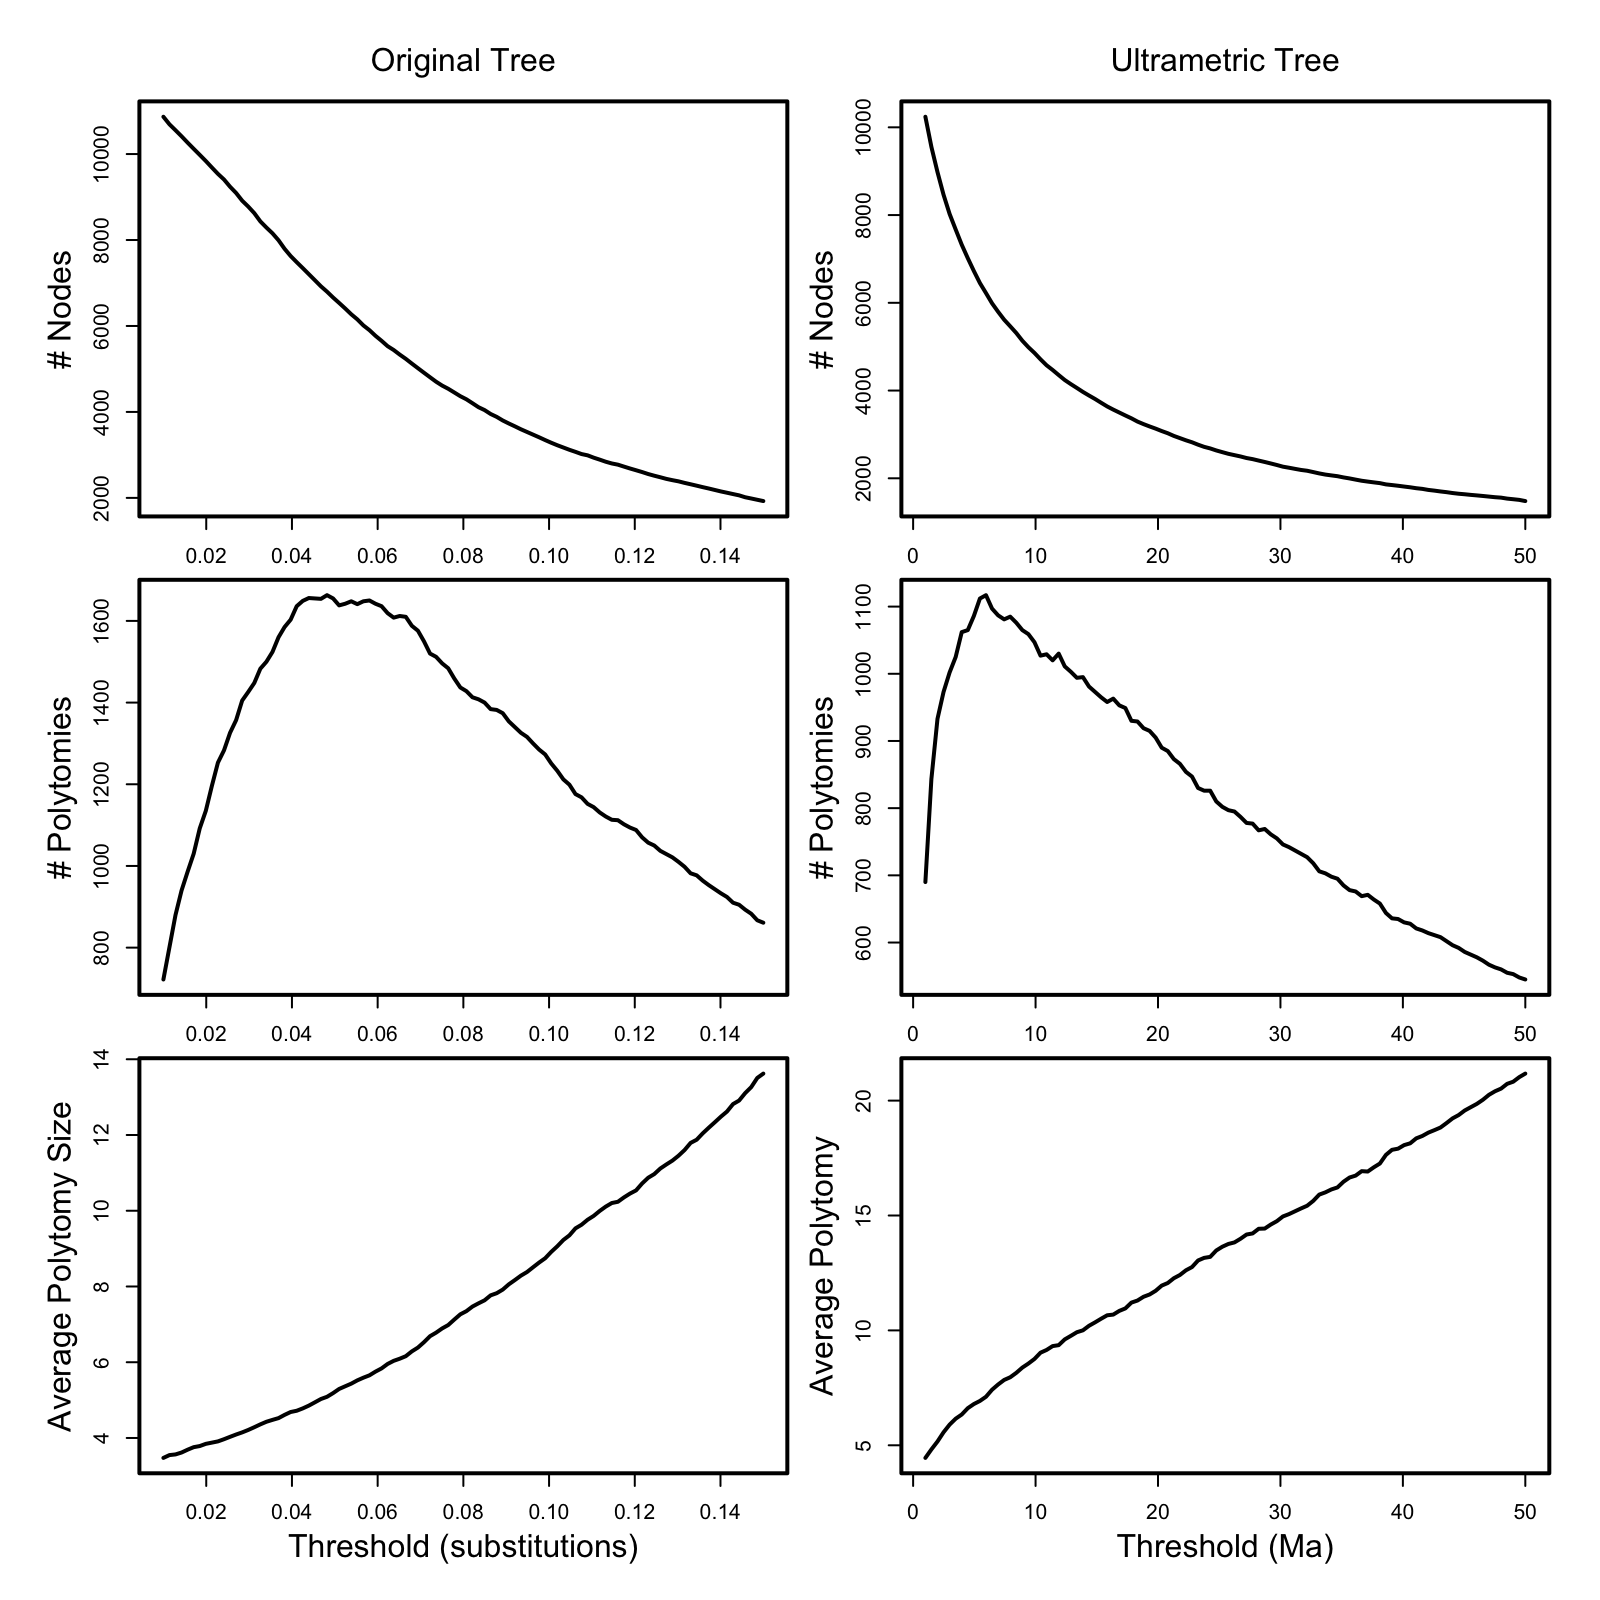 Original Tree
Ultrametric Tree
# Nodes
10000
8000
6000
4000
2000
0.02 0.04 0.06 0.08 0.10 0.12 0.14
# Nodes
10000
8000
6000
4000
2000
0 10 20 30 40 50
# Polytomies
1600
1400
1200
1000
800
0.02 0.04 0.06 0.08 0.10 0.12 0.14
# Polytomies
1100
1000
900
800
700
600
0 10 20 30 40 50
Average Polytomy Size
14
12
10
8
6
4
0.02 0.04 0.06 0.08 0.10 0.12 0.14
Threshold (substitutions)
Average Polytomy
20
15
10
5
0 10 20 30 40 50
Threshold (Ma)